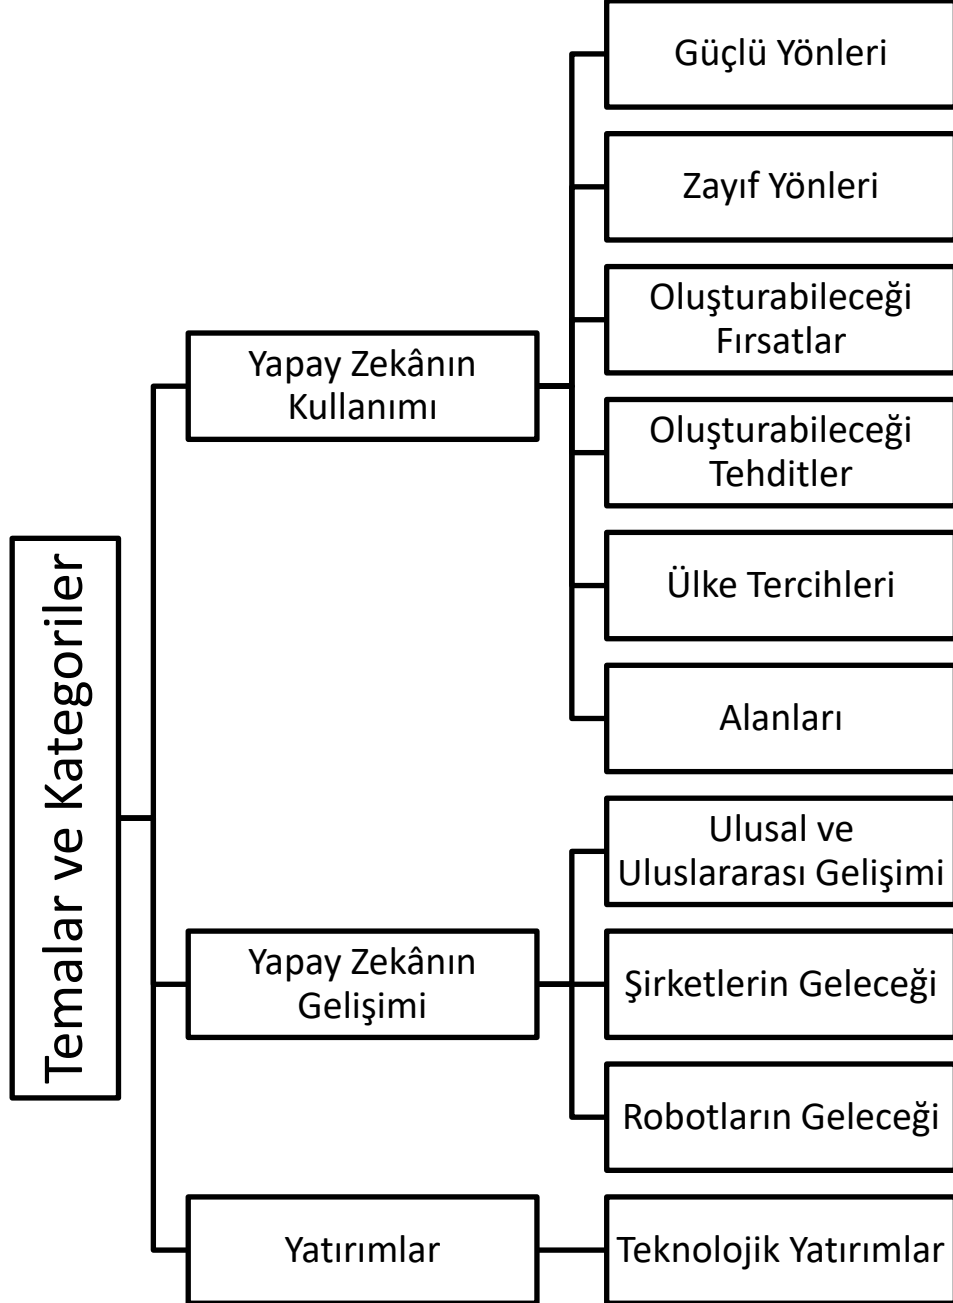 Temalar ve Kategoriler
Yapay Zekânın
Kullanımı
Güçlü Yönleri
Zayıf Yönleri
Oluşturabileceği
Fırsatlar
Oluşturabileceği
Tehditler
Ülke Tercihleri
Alanları
Yapay Zekânın
Gelişimi
Ulusal ve
Uluslararası Gelişimi
Şirketlerin Geleceği
Robotların Geleceği
Yatırımlar
Teknolojik Yatırımlar